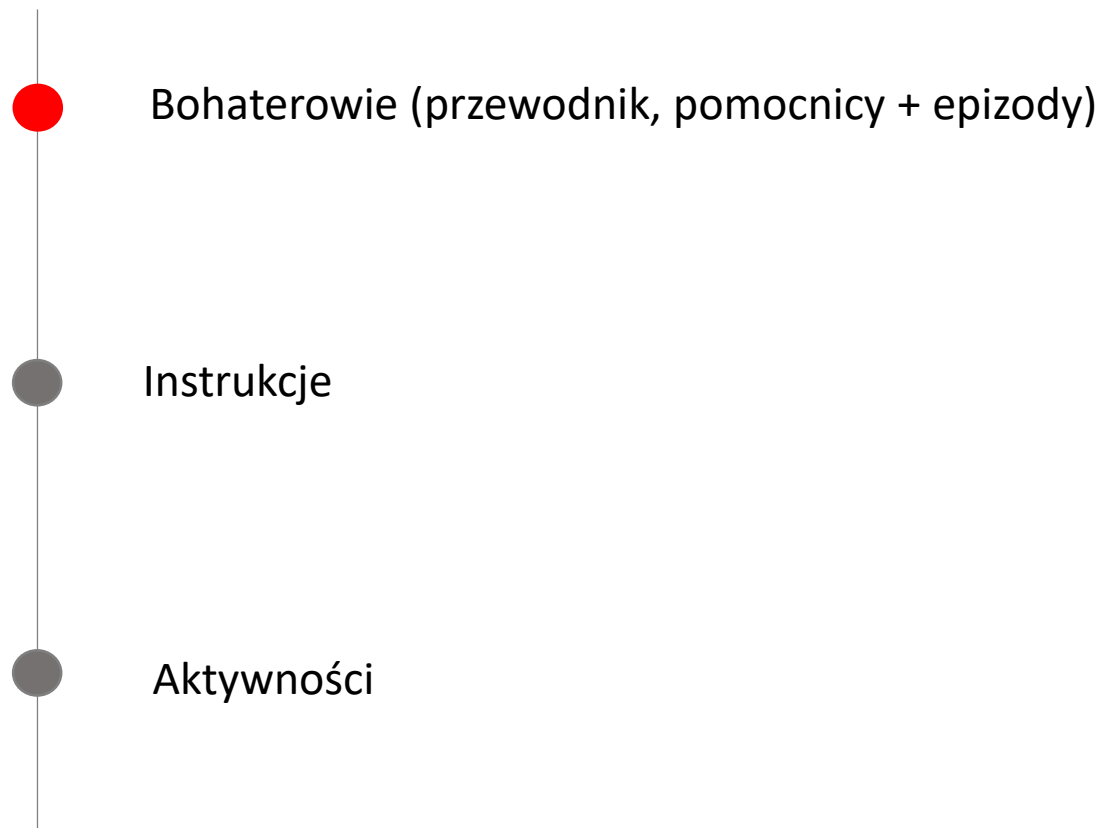 Bohaterowie (przewodnik, pomocnicy + epizody)
Instrukcje
Aktywności